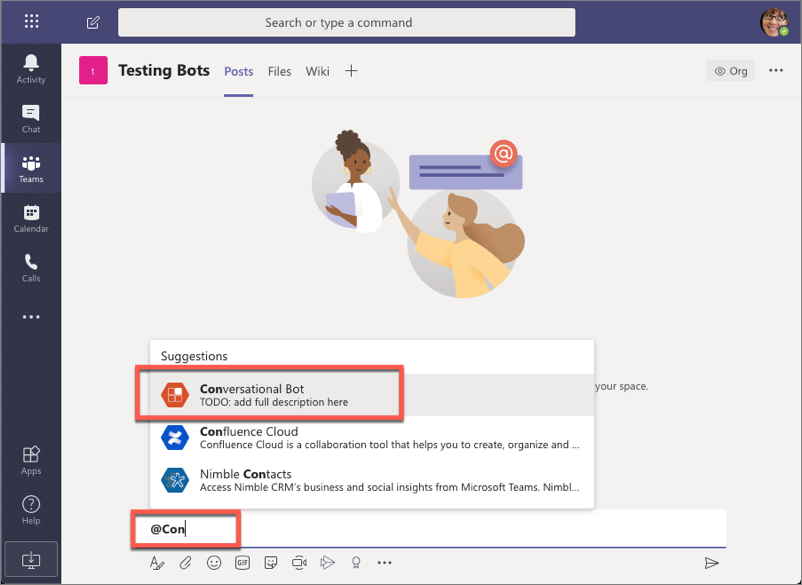 Search or type a command
Activity
Chat
Teams
Calendar
Calls
Apps
Help
t
Testing Bots
Posts
Files
Wiki
Org
@
Suggestions
Conversational Bot
TODO: add full description here
your space.
Confluence Cloud
Confluence Cloud is a collaboration tool that helps you to create, organize and ...
Nimble Contacts
Access Nimble CRM's business and social insights from Microsoft Teams. Nimbl...
@Con
GIF